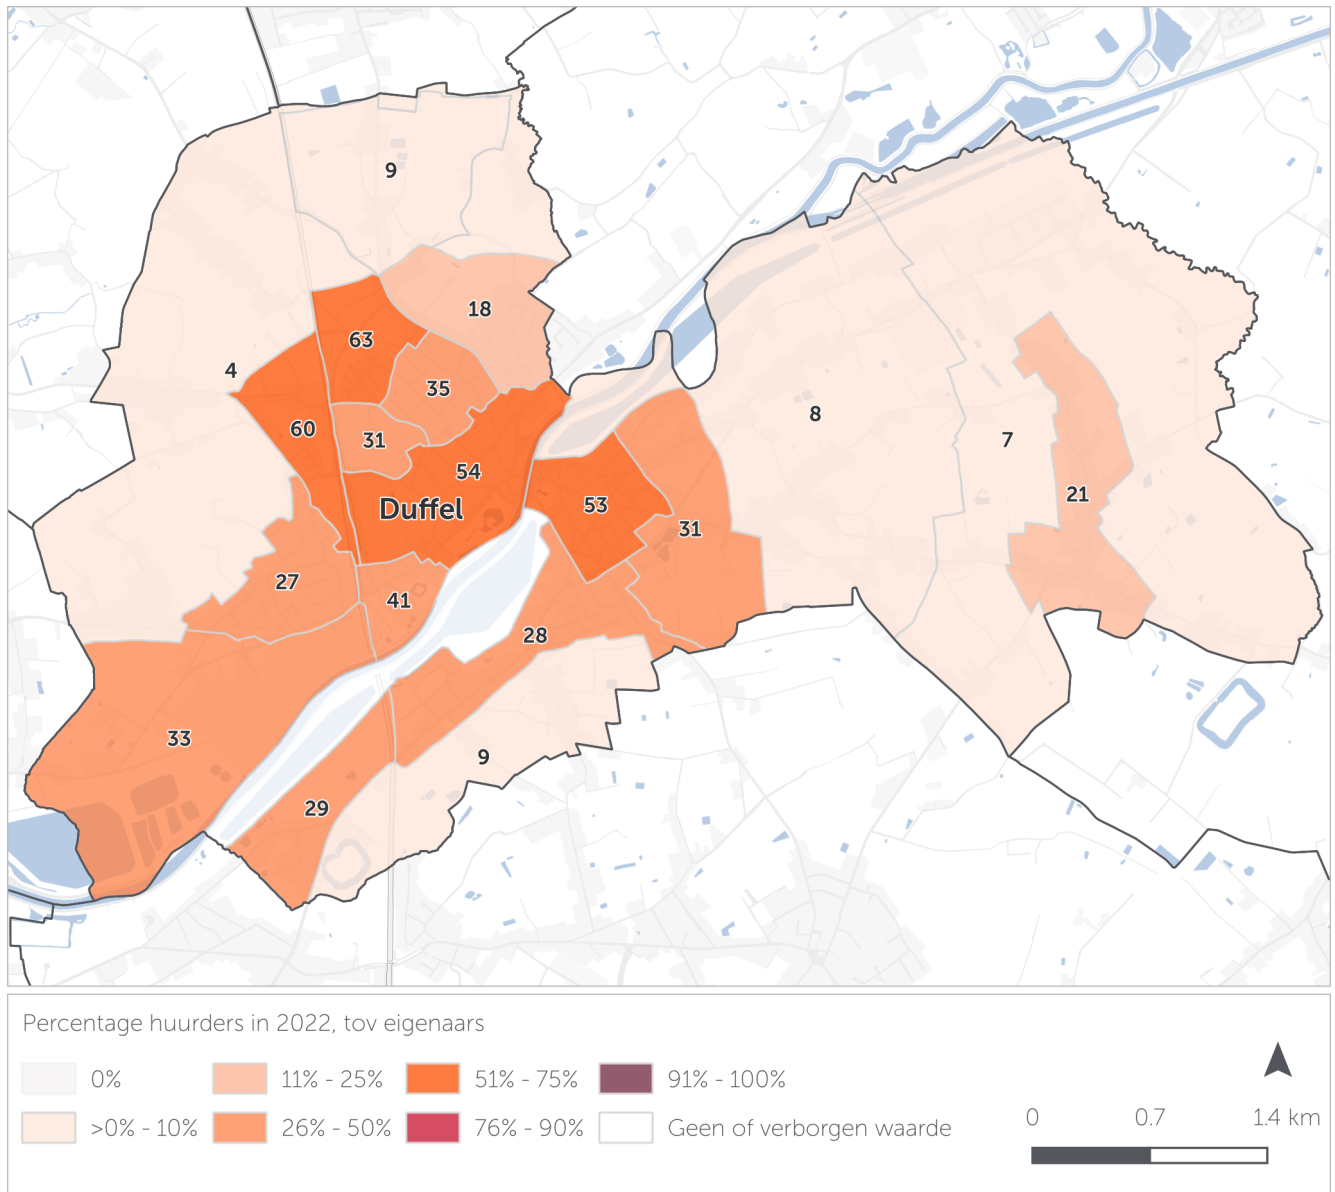 9
18
63
4
35
60
31
54
Duffel
53
31
8
7
21
27
41
28
33
9
29
Percentage huurders in 2022, tov eigenaars
0%
11% - 25%
51% - 75%
91% - 100%
>0% - 10%
26% - 50%
76% - 90%
Geen of verborgen waarde
0 0.7 1.4 km